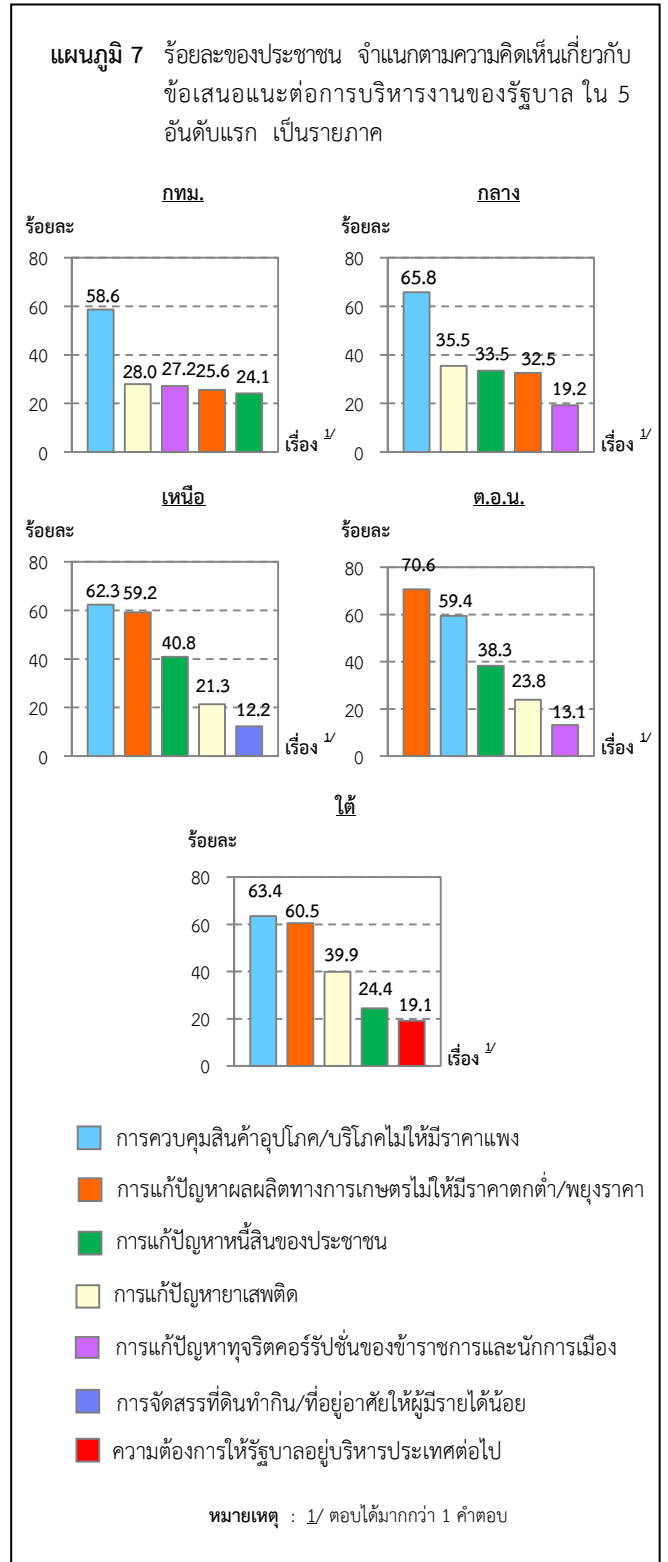 แผนภูมิ 7 ร้อยละของประชาชน จำแนกตามความคิดเห็นเกี่ยวกับ
ข้อเสนอแนะต่อการบริหารงานของรัฐบาล ใน 5
อันดับแรก เป็นรายภาค
กทม.
ร้อยละ
80
60
40
20
0
58.6
28.0
27.2
25.6
24.1
เรื่อง 1/
กลาง
ร้อยละ
80
60
40
20
0
65.8
35.5
33.5
32.5
19.2
เรื่อง 1/
เหนือ
ร้อยละ
80
60
40
20
0
62.3
59.2
40.8
21.3
12.2
เรื่อง 1/
ต.อ.น.
ร้อยละ
80
60
40
20
0
70.6
59.4
38.3
23.8
13.1
เรื่อง 1/
ใต้
ร้อยละ
80
60
40
20
0
63.4
60.5
39.9
24.4
19.1
เรื่อง 1/
การควบคุมสินค้าอุปโภค/บริโภคไม่ให้มีราคาแพง
การแก้ปัญหาผลผลิตทางการเกษตรไม่ให้มีราคาตกต่ำ/พยุงราคา
การแก้ปัญหาหนี้สินของประชาชน
การแก้ปัญหายาเสพติด
การแก้ปัญหาทุจริตคอร์รัปชั่นของข้าราชการและนักการเมือง
การจัดสรรที่ดินทำกิน/ที่อยู่อาศัยให้ผู้มีรายได้น้อย
ความต้องการให้รัฐบาลอยู่บริหารประเทศต่อไป
หมายเหตุ : 1/ ตอบได้มากกว่า 1 คำตอบ